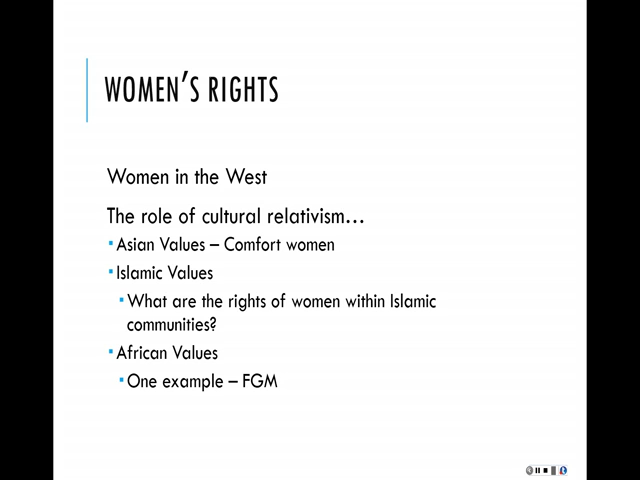 WOMEN'S RIGHTS
Women in the West
The role of cultural relativism…
▪Asian Values – Comfort women
▪Islamic Values
▪What are the rights of women within Islamic
communities?
▪African Values
▪One example – FGM